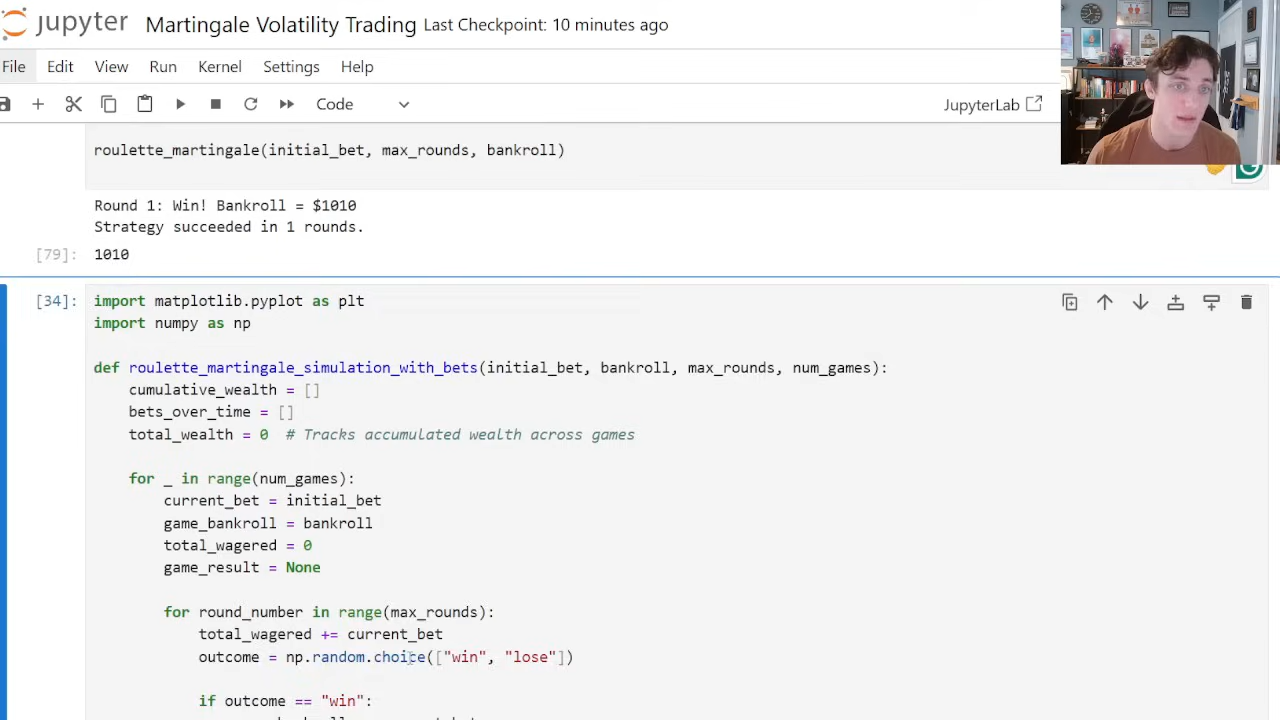 jupyter Martingale Volatility Trading Last Checkpoint: 10 minutes ago
File Edit View Run Kernel Settings Help
Code JupyterLab
roulette_martingale(initial_bet, max_rounds, bankroll)
Round 1: Win! Bankroll = $1010
Strategy succeeded in 1 rounds.
[79]: 1010
[34]: import matplotlib.pyplot as plt
import numpy as np
def roulette_martingale_simulation_with_bets(initial_bet, bankroll, max_rounds, num_games):
cumulative_wealth = []
bets_over_time = []
total_wealth = 0 # Tracks accumulated wealth across games
for _ in range(num_games):
current_bet = initial_bet
game_bankroll = bankroll
total_wagered = 0
game_result = None
for round_number in range(max_rounds):
total_wagered += current_bet
outcome = np.random.choice(["win", "lose"])
if outcome == "win":